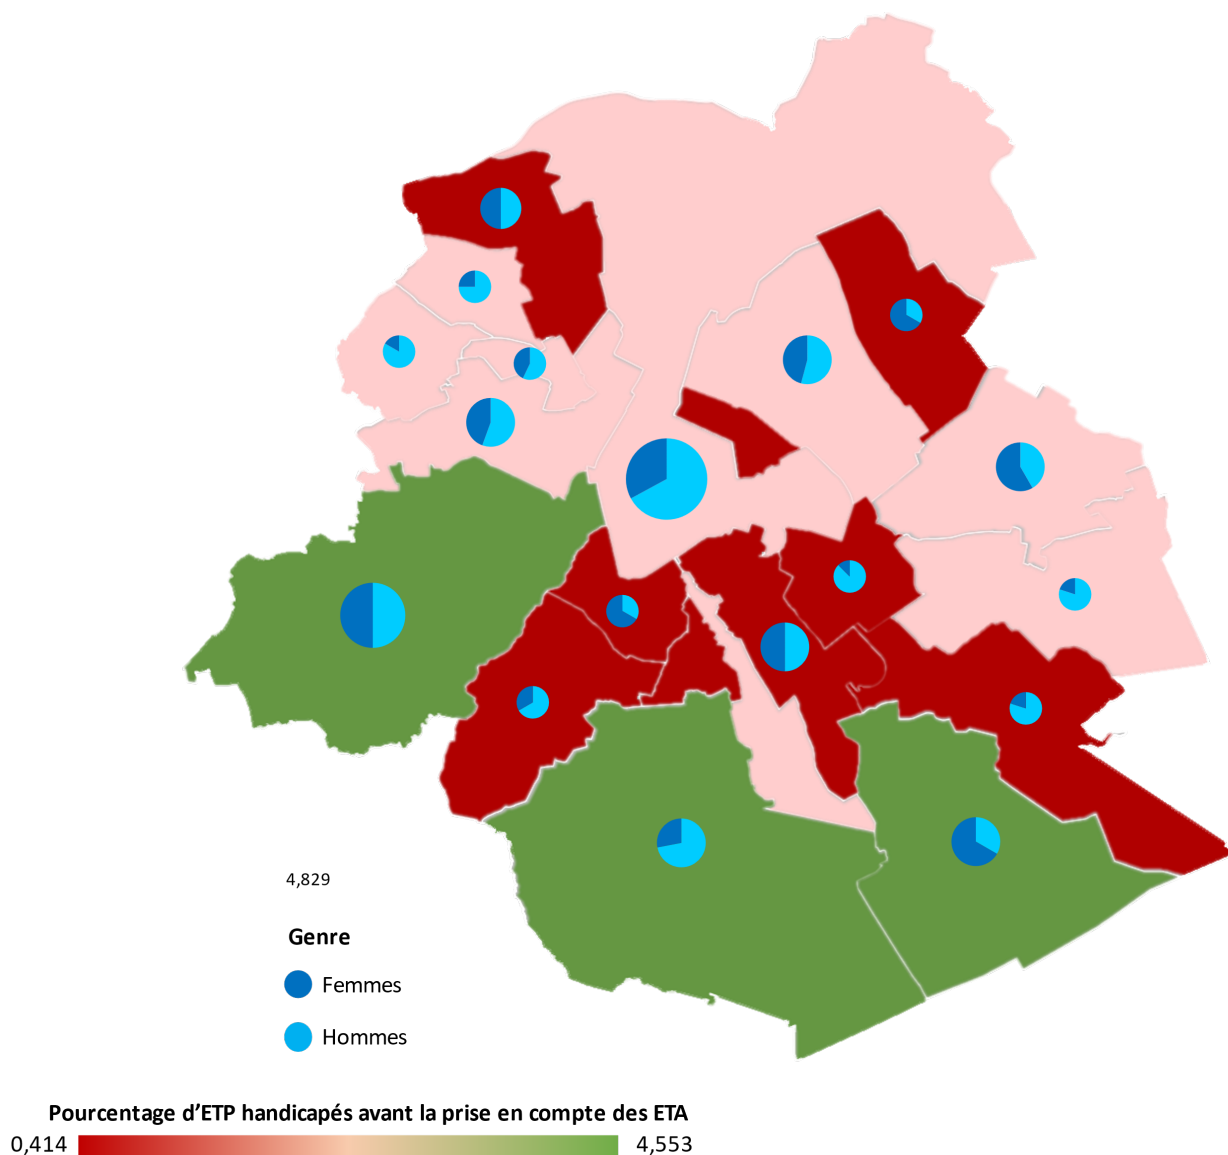 4,829
Genre
Femmes
Hommes
Pourcentage d’ETP handicapés avant la prise en compte des ETA
0,414 4,553